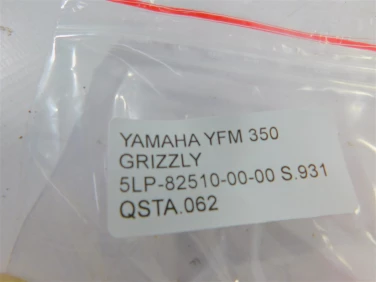 YAMAHA YFM 350
GRIZZLY
5LP-82510-00-00 S.931
QSTA.062